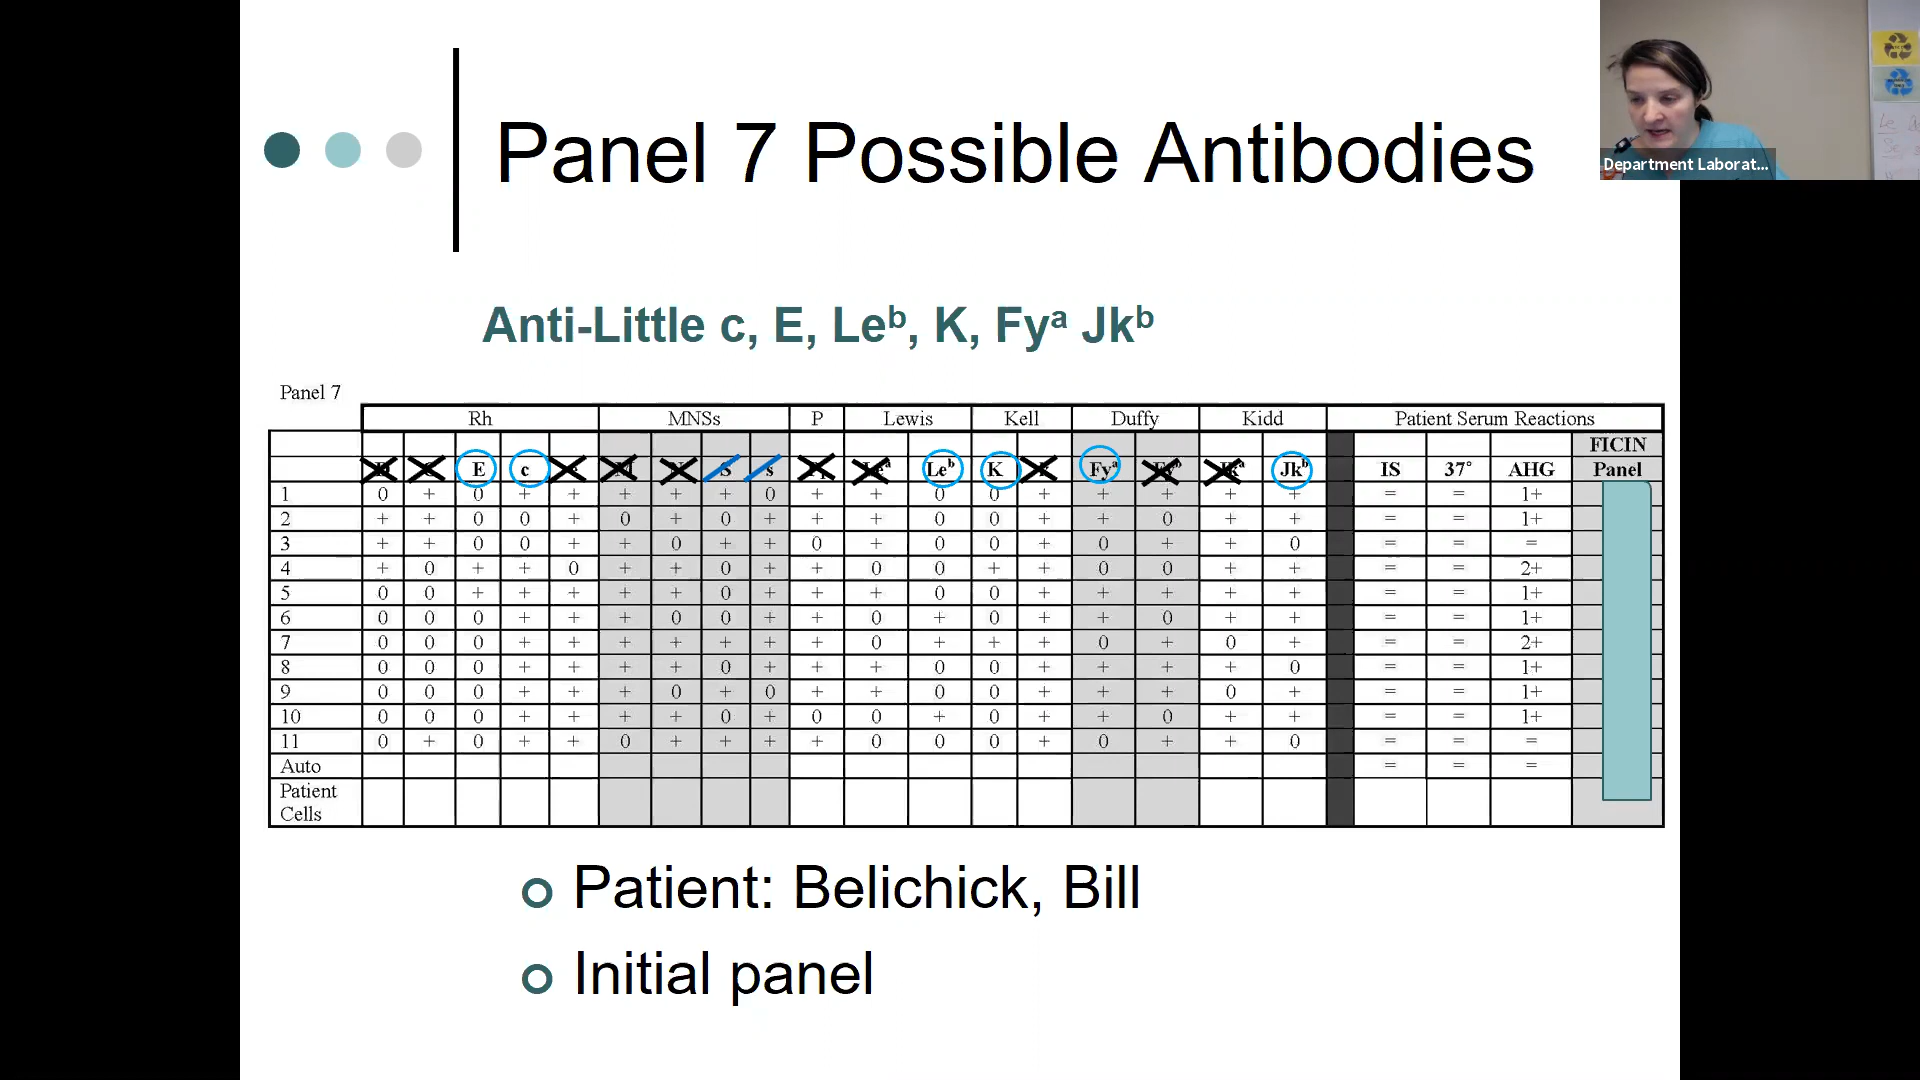 Panel 7 Possible Antibodies
Department Laborat...
Anti-Little c, E, Leᵇ, K, Fyᵃ Jkᵇ
Panel 7
Rh MNSs P Lewis Kell Duffy Kidd Patient Serum Reactions
FICIN
E c S s Leᵇ K Fyᵃ Jkᵇ IS 37° AHG Panel
1 0 + 0 + + + + + 0 + + 0 0 + + + + + = = 1+
2 + + 0 0 + 0 + 0 + + + 0 0 + + 0 + + = = 1+
3 + + 0 0 + + 0 + + 0 + 0 0 + 0 + + 0 = = =
4 + 0 + + 0 + + 0 + + 0 0 + + 0 0 + + = = 2+
5 0 0 + + + + + 0 + + + 0 0 + + + + + = = 1+
6 0 0 0 + + + 0 0 + + 0 + 0 + + 0 + + = = 1+
7 0 0 0 + + + + + + + 0 + + + 0 + 0 + = = 2+
8 0 0 0 + + + + 0 + + + 0 0 + + + + 0 = = 1+
9 0 0 0 + + + 0 + 0 + + 0 0 + + + 0 + = = 1+
10 0 0 0 + + + + 0 + 0 0 + 0 + + 0 + + = = 1+
11 0 + 0 + + 0 + + + + 0 0 0 + 0 + + 0 = = =
Auto = = =
Patient
Cells
Patient: Belichick, Bill
Initial panel